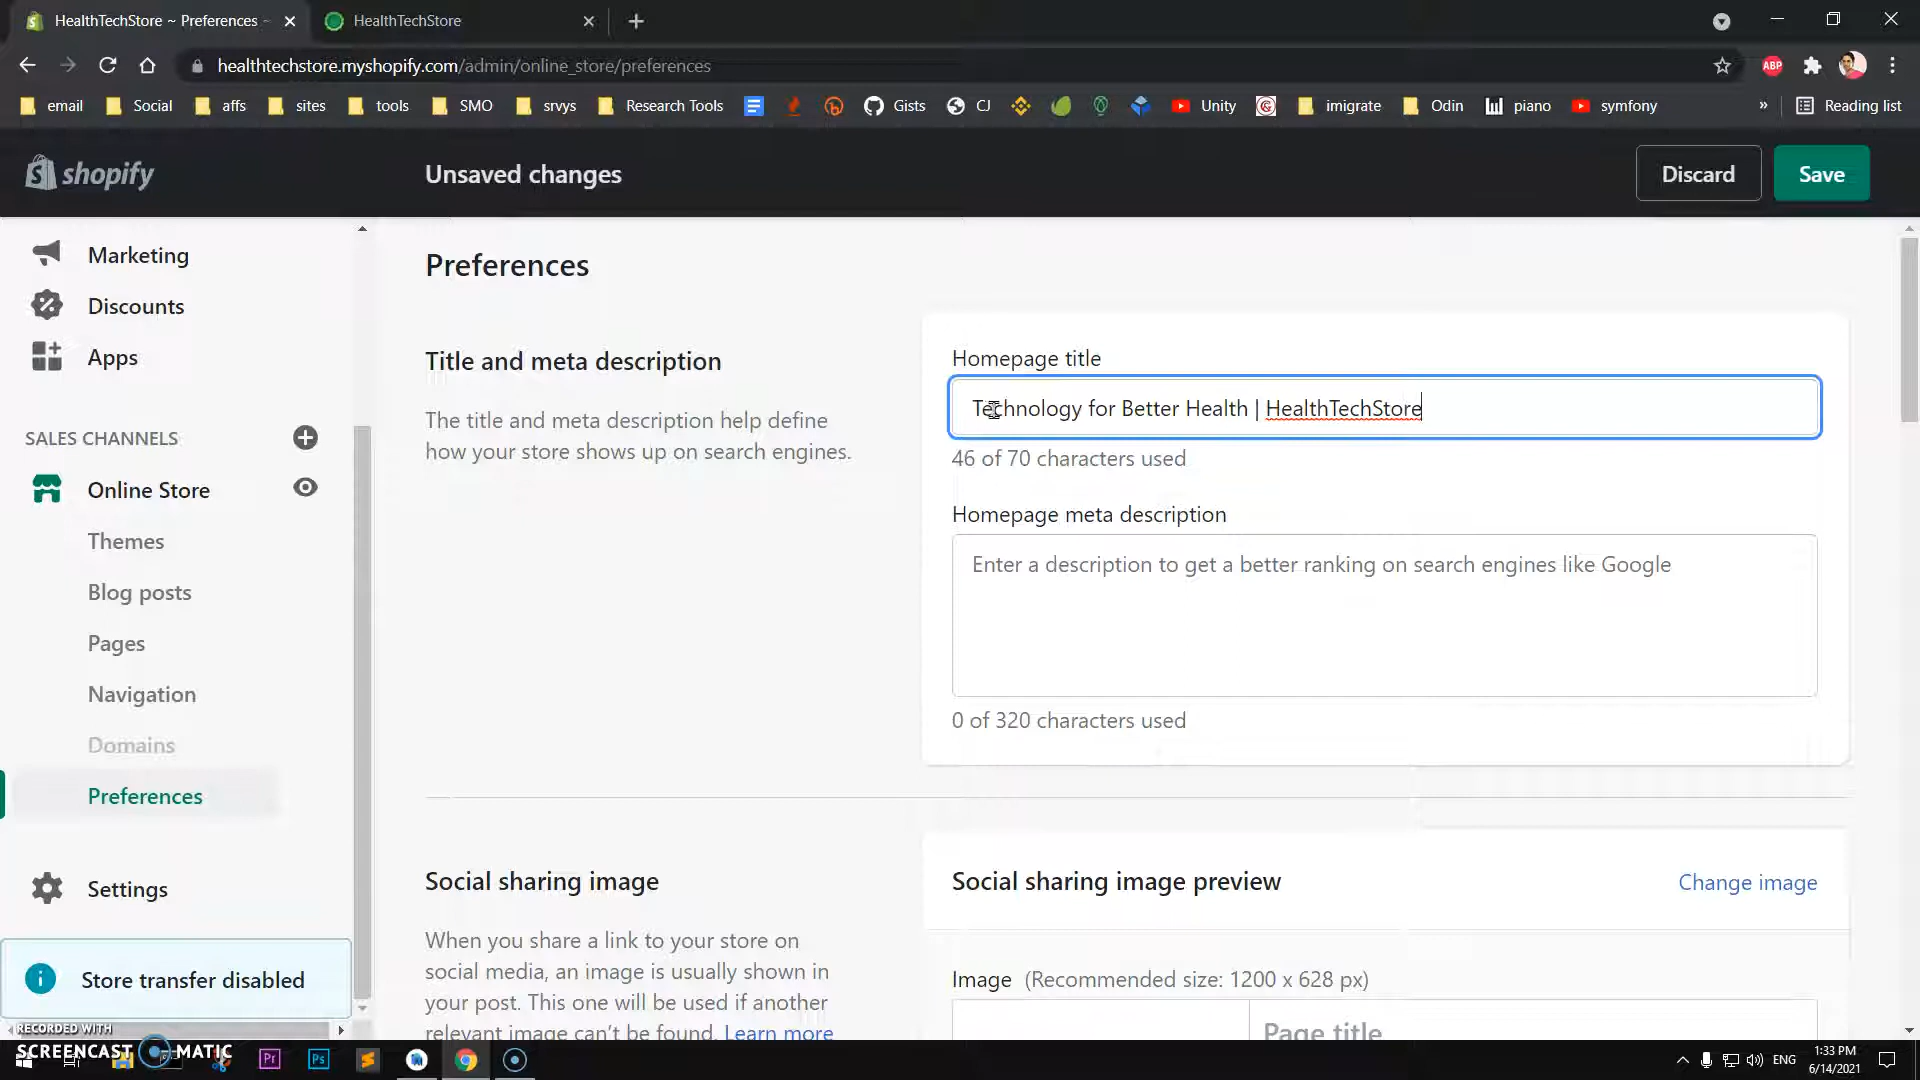 HealthTechStore ~ Preferences ~
HealthTechStore
healthtechstore.myshopify.com/admin/online_store/preferences
ABP
email
Social
affs
sites
tools
SMO
srvys
Research Tools
Gists
CJ
Unity
imigrate
Odin
piano
symfony
»
Reading list
shopify
Unsaved changes
Discard
Save
Marketing
Discounts
Apps
SALES CHANNELS
Online Store
Themes
Blog posts
Pages
Navigation
Domains
Preferences
Settings
Store transfer disabled
Preferences
Title and meta description
The title and meta description help define
how your store shows up on search engines.
Homepage title
Technology for Better Health | HealthTechStore
46 of 70 characters used
Homepage meta description
Enter a description to get a better ranking on search engines like Google
0 of 320 characters used
Social sharing image
When you share a link to your store on
social media, an image is usually shown in
your post. This one will be used if another
relevant image can't be found. Learn more
Social sharing image preview
Change image
Image (Recommended size: 1200 x 628 px)
Page title
RECORDED WITH
SCREENCAST MATIC
Pr
Ps
ENG
1:33 PM
6/14/2021